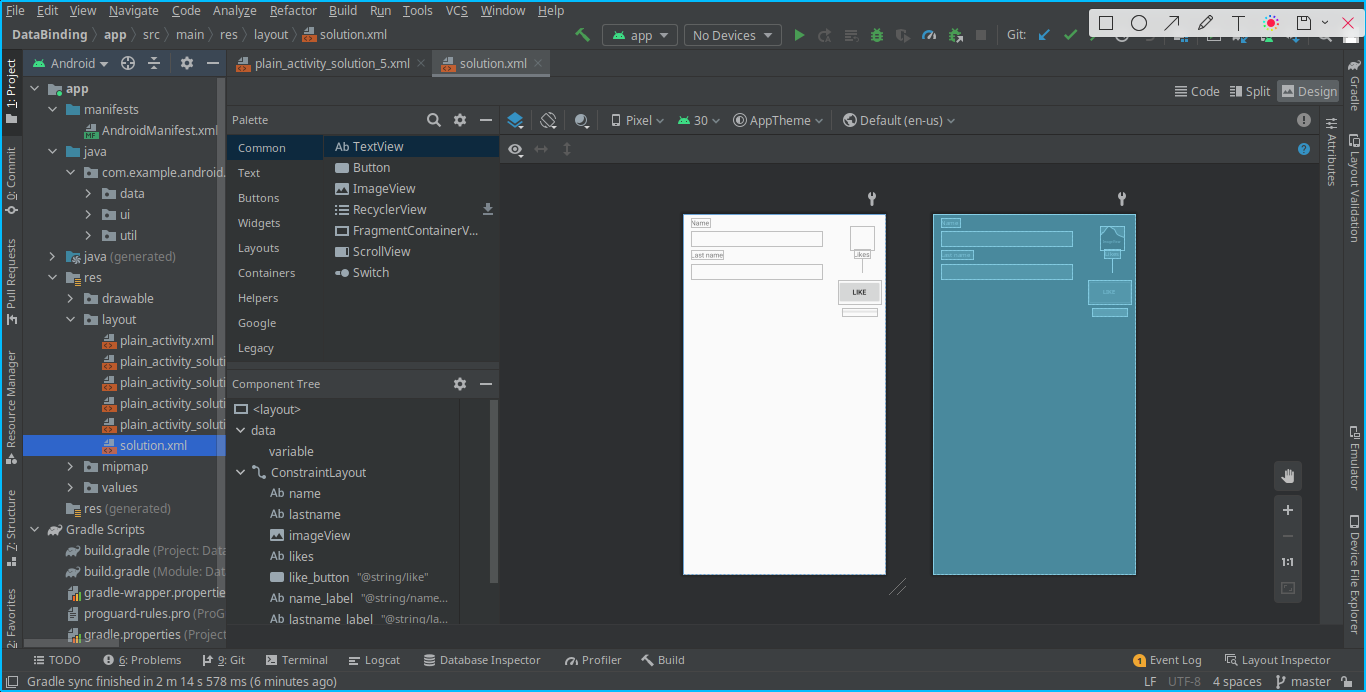 File Edit View Navigate Code Analyze Refactor Build Run Tools VCS Window Help
DataBinding app src main res layout solution.xml
app
No Devices
Git:
Android
plain_activity_solution_5.xml
solution.xml
Code
Split
Design
1: Project
0: Commit
Pull Requests
Resource Manager
7: Structure
2: Favorites
app
manifests
AndroidManifest.xml
java
com.example.android.
data
ui
util
java (generated)
res
drawable
layout
plain_activity.xml
plain_activity_soluti
plain_activity_soluti
plain_activity_soluti
plain_activity_soluti
solution.xml
mipmap
values
res (generated)
Gradle Scripts
build.gradle (Project: Data
build.gradle (Module: Dat
gradle-wrapper.propertie
proguard-rules.pro (ProG
gradle.properties (Project
Palette
Common
Text
Buttons
Widgets
Layouts
Containers
Helpers
Google
Legacy
Ab TextView
Button
ImageView
RecyclerView
FragmentContainerV...
ScrollView
Switch
Component Tree
<layout>
data
variable
ConstraintLayout
Ab name
Ab lastname
imageView
Ab likes
like_button "@string/like"
Ab name_label "@string/name...
Ab lastname_label "@string/la...
Pixel
30
AppTheme
Default (en-us)
Name
Last name
Likes
LIKE
Name
Last name
Likes
LIKE
1:1
Attributes
Gradle
Layout Validation
Emulator
Device File Explorer
TODO
6: Problems
9: Git
Terminal
Logcat
Database Inspector
Profiler
Build
1 Event Log
Layout Inspector
Gradle sync finished in 2 m 14 s 578 ms (6 minutes ago)
LF UTF-8 4 spaces master